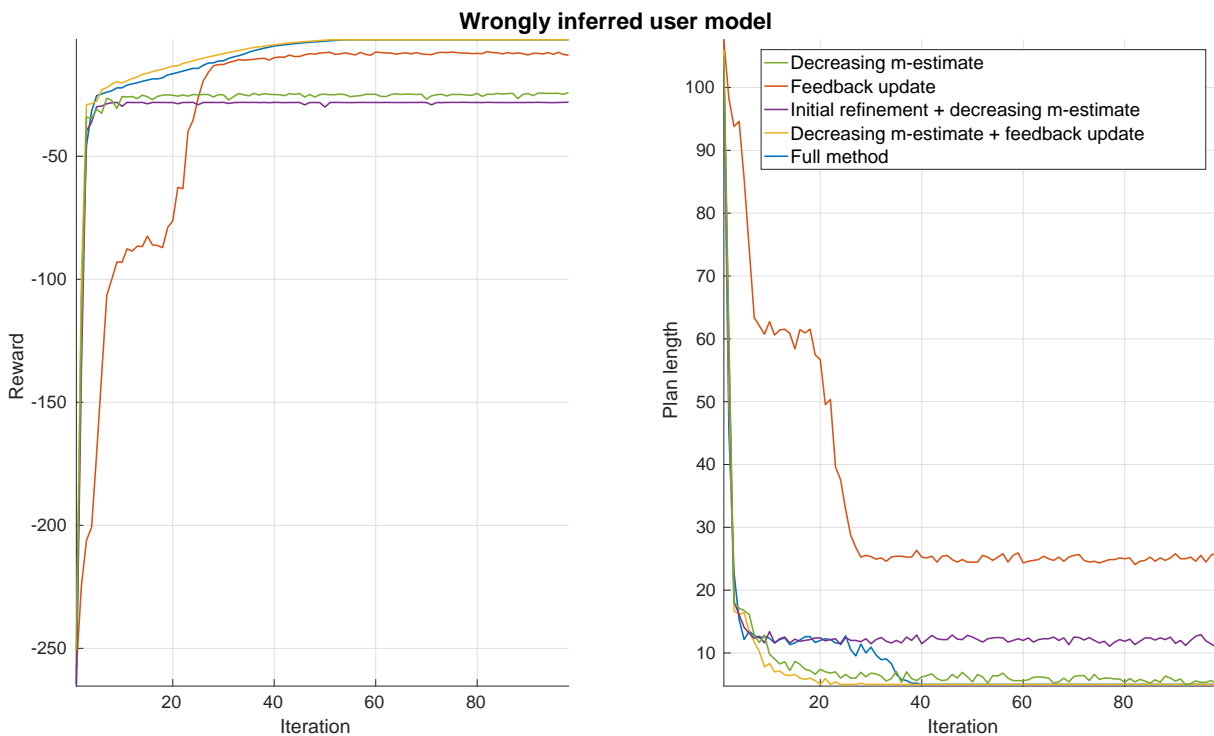 Wrongly inferred user model
Reward
-50
-100
-150
-200
-250
20
40
60
80
Iteration
Plan length
100
90
80
70
60
50
40
30
20
10
20
40
60
80
Iteration
Decreasing m-estimate
Feedback update
Initial refinement + decreasing m-estimate
Decreasing m-estimate + feedback update
Full method